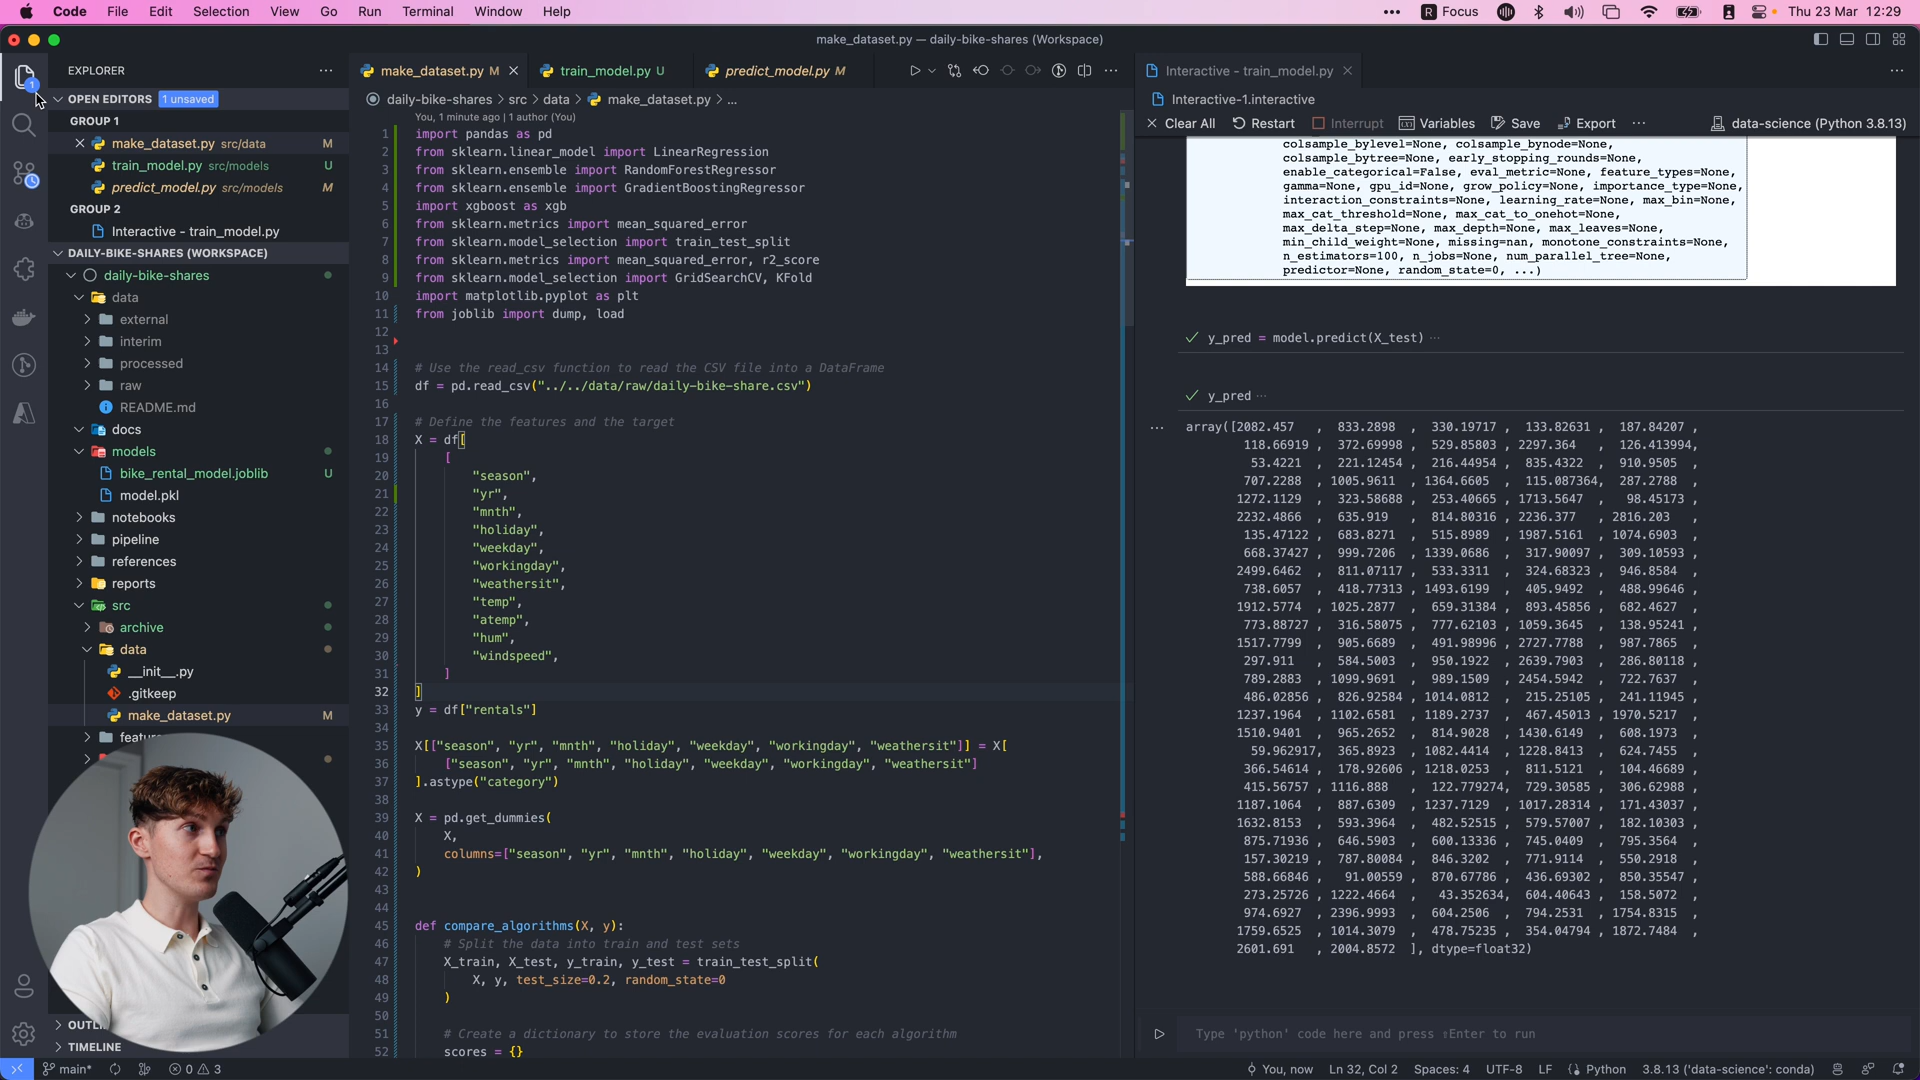 Code File Edit Selection View Go Run Terminal Window Help
Focus Thu 23 Mar 12:29
make_dataset.py — daily-bike-shares (Workspace)
EXPLORER
OPEN EDITORS 1 unsaved
GROUP 1
make_dataset.py src/data M
train_model.py src/models U
predict_model.py src/models M
GROUP 2
Interactive - train_model.py
DAILY-BIKE-SHARES (WORKSPACE)
daily-bike-shares
data
external
interim
processed
raw
README.md
docs
models
bike_rental_model.joblib U
model.pkl
notebooks
pipeline
references
reports
src
archive
data
__init__.py
.gitkeep
make_dataset.py M
TIMELINE
make_dataset.py M
train_model.py U
predict_model.py M
daily-bike-shares > src > data > make_dataset.py > ...
You, 1 minute ago | 1 author (You)
1 import pandas as pd
2 from sklearn.linear_model import LinearRegression
3 from sklearn.ensemble import RandomForestRegressor
4 from sklearn.ensemble import GradientBoostingRegressor
5 import xgboost as xgb
6 from sklearn.metrics import mean_squared_error
7 from sklearn.model_selection import train_test_split
8 from sklearn.metrics import mean_squared_error, r2_score
9 from sklearn.model_selection import GridSearchCV, KFold
10 import matplotlib.pyplot as plt
11 from joblib import dump, load
12
13
14 # Use the read_csv function to read the CSV file into a DataFrame
15 df = pd.read_csv("../../data/raw/daily-bike-share.csv")
16
17 # Define the features and the target
18 X = df[
19 [
20 "season",
21 "yr",
22 "mnth",
23 "holiday",
24 "weekday",
25 "workingday",
26 "weathersit",
27 "temp",
28 "atemp",
29 "hum",
30 "windspeed",
31 ]
32 ]
33 y = df["rentals"]
34
35 X[["season", "yr", "mnth", "holiday", "weekday", "workingday", "weathersit"]] = X[
36 ["season", "yr", "mnth", "holiday", "weekday", "workingday", "weathersit"]
37 ].astype("category")
38
39 X = pd.get_dummies(
40 X,
41 columns=["season", "yr", "mnth", "holiday", "weekday", "workingday", "weathersit"],
42 )
43
44
45 def compare_algorithms(X, y):
46 # Split the data into train and test sets
47 X_train, X_test, y_train, y_test = train_test_split(
48 X, y, test_size=0.2, random_state=0
49 )
50
51 # Create a dictionary to store the evaluation scores for each algorithm
52 scores = {}
Interactive - train_model.py
Interactive-1.interactive
Clear All Restart Interrupt Variables Save Export ... data-science (Python 3.8.13)
colsample_bylevel=None, colsample_bynode=None,
colsample_bytree=None, early_stopping_rounds=None,
enable_categorical=False, eval_metric=None, feature_types=None,
gamma=None, gpu_id=None, grow_policy=None, importance_type=None,
interaction_constraints=None, learning_rate=None, max_bin=None,
max_cat_threshold=None, max_cat_to_onehot=None,
max_delta_step=None, max_depth=None, max_leaves=None,
min_child_weight=None, missing=nan, monotone_constraints=None,
n_estimators=100, n_jobs=None, num_parallel_tree=None,
predictor=None, random_state=0, ...)
y_pred = model.predict(X_test) ...
y_pred ...
array([2082.457 , 833.2898 , 330.19717 , 133.82631 , 187.84207 ,
118.66919 , 372.69998 , 529.85803 , 2297.364 , 126.413994,
53.4221 , 221.12454 , 216.44954 , 835.4322 , 910.9505 ,
707.2288 , 1005.9611 , 1364.6605 , 115.087364, 287.2788 ,
1272.1129 , 323.58688 , 253.40665 , 1713.5647 , 98.45173 ,
2232.4866 , 635.919 , 814.80316 , 2236.377 , 2816.203 ,
135.47122 , 683.8271 , 515.8989 , 1987.5161 , 1074.6903 ,
668.37427 , 999.7206 , 1339.0686 , 317.90097 , 309.10593 ,
2499.6462 , 811.07117 , 533.3311 , 324.68323 , 946.8584 ,
738.6057 , 418.77313 , 1493.6199 , 405.9492 , 488.99646 ,
1912.5774 , 1025.2877 , 659.31384 , 893.45856 , 682.4627 ,
773.88727 , 316.58075 , 777.62103 , 1059.3645 , 138.95241 ,
1517.7799 , 905.6689 , 491.98996 , 2727.7788 , 987.7865 ,
297.911 , 584.5003 , 950.1922 , 2639.7903 , 286.80118 ,
789.2883 , 1099.9691 , 989.1509 , 2454.5942 , 722.7637 ,
486.02856 , 826.92584 , 1014.0812 , 215.25105 , 241.11945 ,
1237.1964 , 1102.6581 , 1189.2737 , 467.45013 , 1970.5217 ,
1510.9401 , 965.2652 , 814.9028 , 1430.6149 , 608.1973 ,
59.962917, 365.8923 , 1082.4414 , 1228.8413 , 624.7455 ,
366.54614 , 178.92606 , 1218.0253 , 811.5121 , 104.46689 ,
415.56757 , 1116.888 , 122.779274, 729.30585 , 306.62988 ,
1187.1064 , 887.6309 , 1237.7129 , 1017.28314 , 171.43037 ,
1632.8153 , 593.3964 , 482.52515 , 579.57007 , 182.10303 ,
875.71936 , 646.5903 , 600.13336 , 745.0409 , 795.3564 ,
157.30219 , 787.80084 , 846.3202 , 771.9114 , 550.2918 ,
588.66846 , 91.00559 , 870.67786 , 436.69302 , 850.35547 ,
273.25726 , 1222.4664 , 43.352634, 604.40643 , 158.5072 ,
974.6927 , 2396.9993 , 604.2506 , 794.2531 , 1754.8315 ,
1759.6525 , 1014.3079 , 478.75235 , 354.04794 , 1872.7484 ,
2601.691 , 2004.8572 ], dtype=float32)
Type 'python' code here and press ⇧Enter to run
main* 0 3 You, now Ln 32, Col 2 Spaces: 4 UTF-8 LF Python 3.8.13 ('data-science': conda)